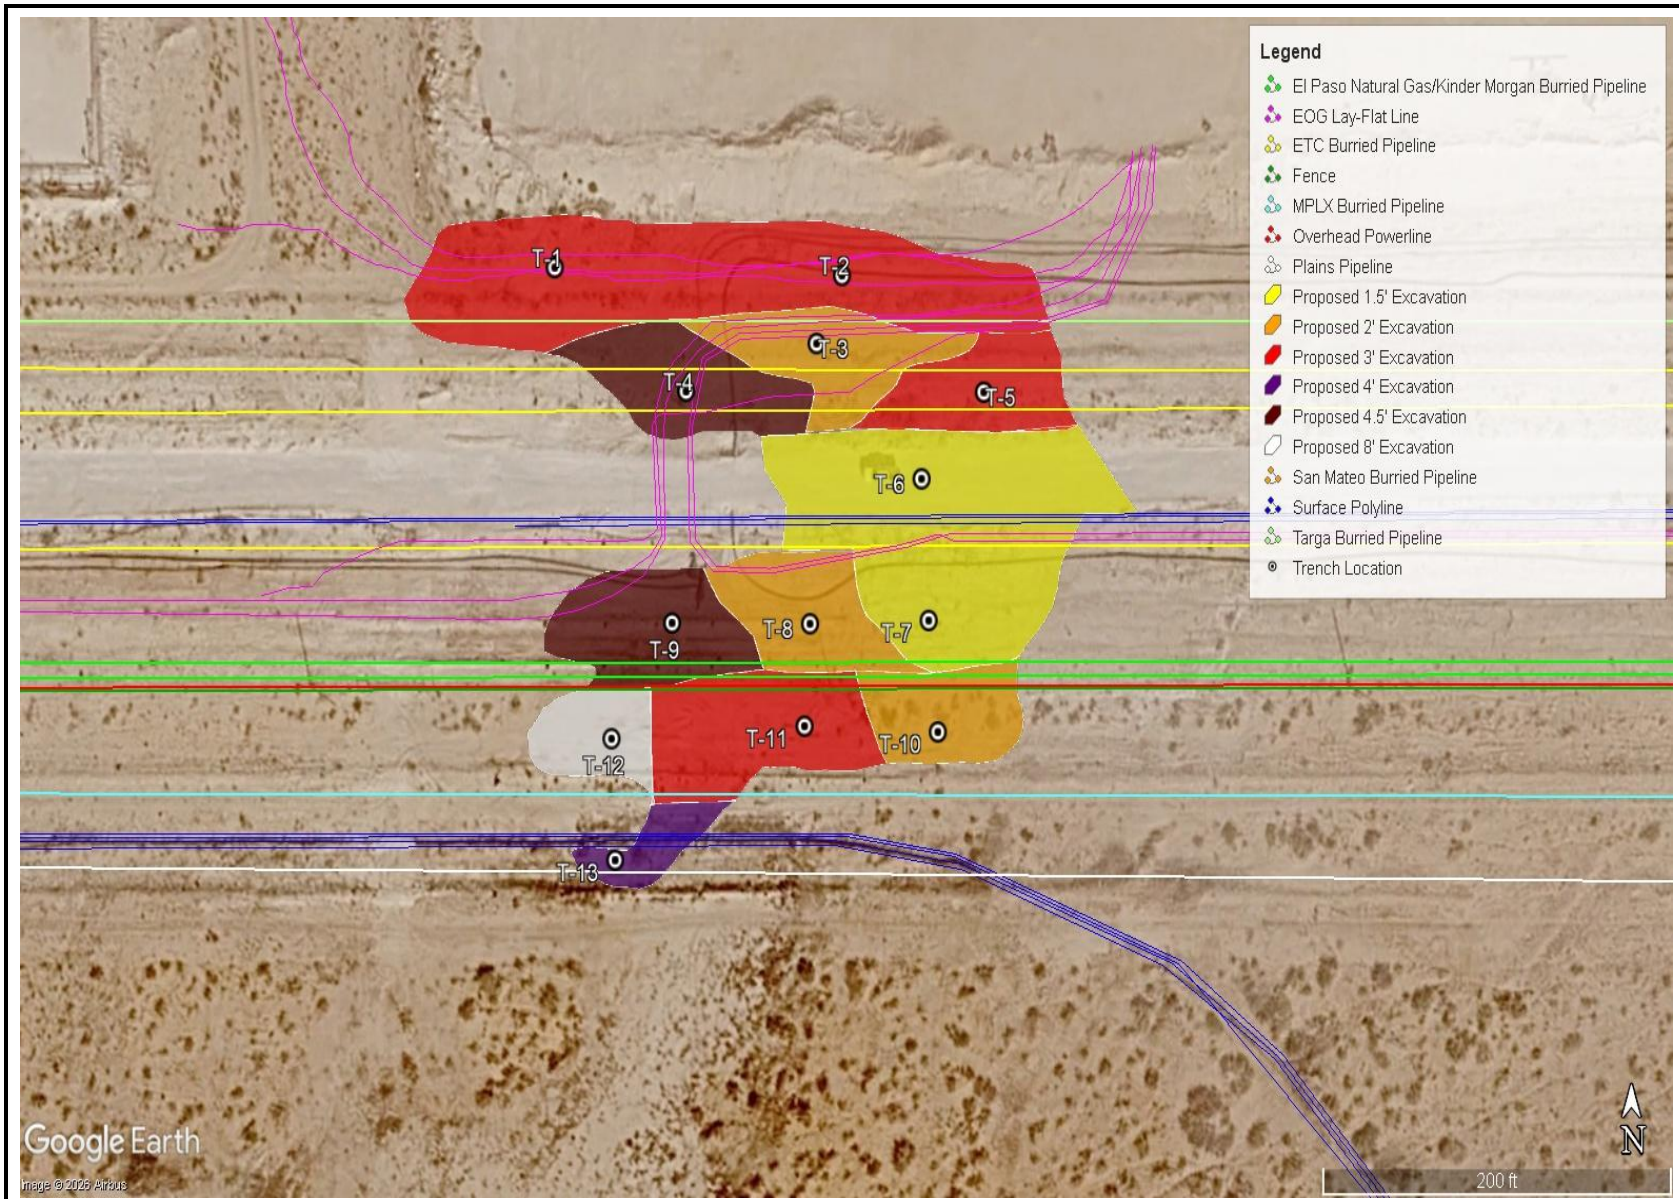 Legend
El Paso Natural Gas/Kinder Morgan Burried Pipeline
EOG Lay-Flat Line
ETC Burried Pipeline
Fence
MPLX Burried Pipeline
Overhead Powerline
Plains Pipeline
Proposed 1.5' Excavation
Proposed 2' Excavation
Proposed 3' Excavation
Proposed 4' Excavation
Proposed 4.5' Excavation
Proposed 8' Excavation
San Mateo Burried Pipeline
Surface Polyline
Targa Burried Pipeline
Trench Location
T-1
T-2
T-3
T-4
T-5
T-6
T-7
T-8
T-9
T-10
T-11
T-12
T-13
N
Google Earth
Image © 2026 Airbus
200 ft